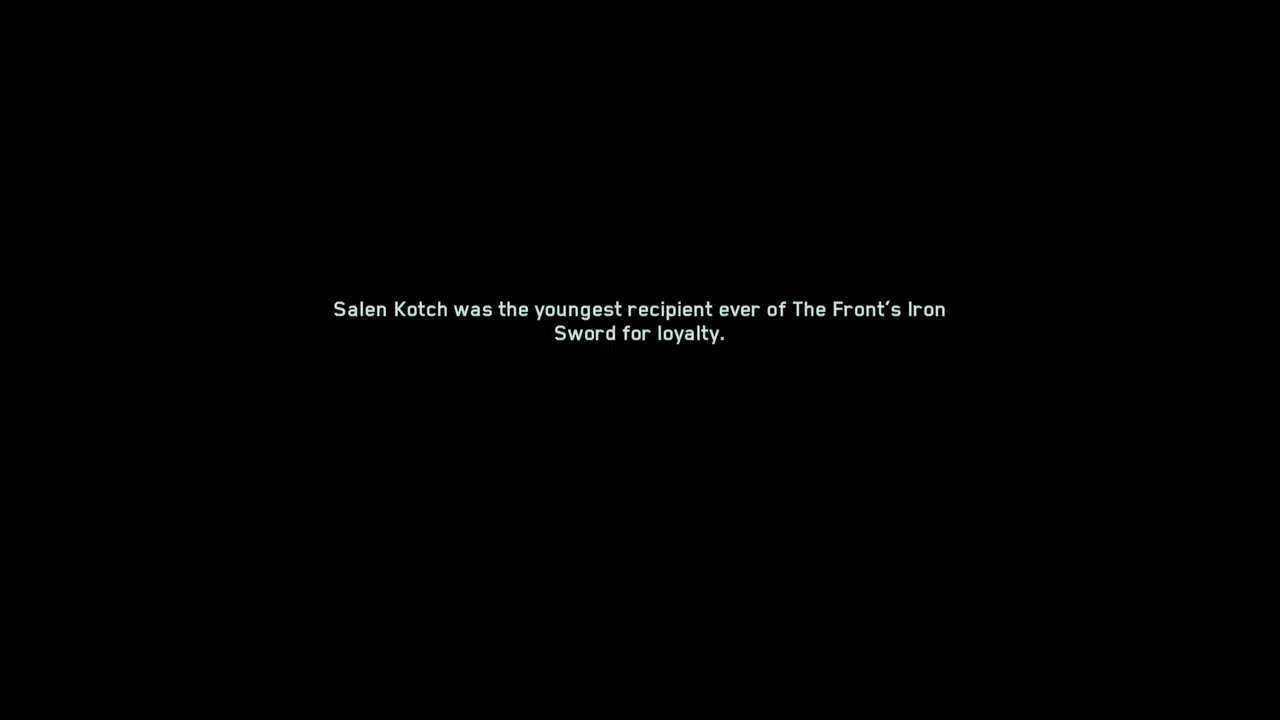 Salen Kotch was the youngest recipient ever of The Front's Iron
Sword for loyalty.